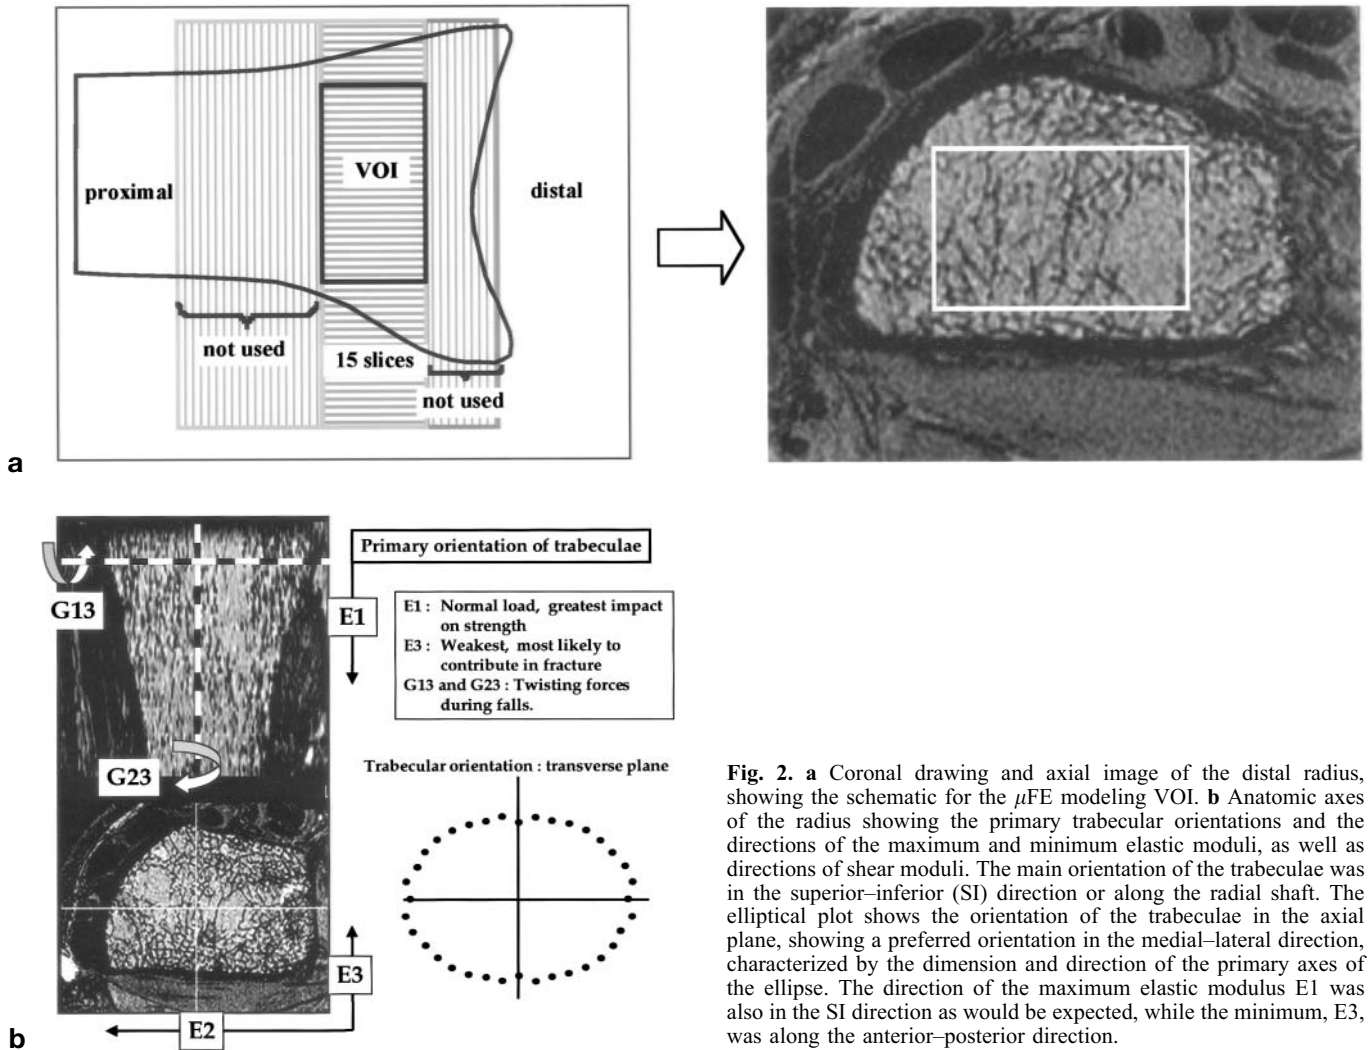 proximal
VOI
distal
not used
15 slices
not used
a
Primary orientation of trabeculae
G13
E1
E1 : Normal load, greatest impact
on strength
E3 : Weakest, most likely to
contribute in fracture
G13 and G23 : Twisting forces
during falls.
G23
Trabecular orientation : transverse plane
E3
E2
b
Fig. 2. a Coronal drawing and axial image of the distal radius,
showing the schematic for the μFE modeling VOI. b Anatomic axes
of the radius showing the primary trabecular orientations and the
directions of the maximum and minimum elastic moduli, as well as
directions of shear moduli. The main orientation of the trabeculae was
in the superior–inferior (SI) direction or along the radial shaft. The
elliptical plot shows the orientation of the trabeculae in the axial
plane, showing a preferred orientation in the medial–lateral direction,
characterized by the dimension and direction of the primary axes of
the ellipse. The direction of the maximum elastic modulus E1 was
also in the SI direction as would be expected, while the minimum, E3,
was along the anterior–posterior direction.